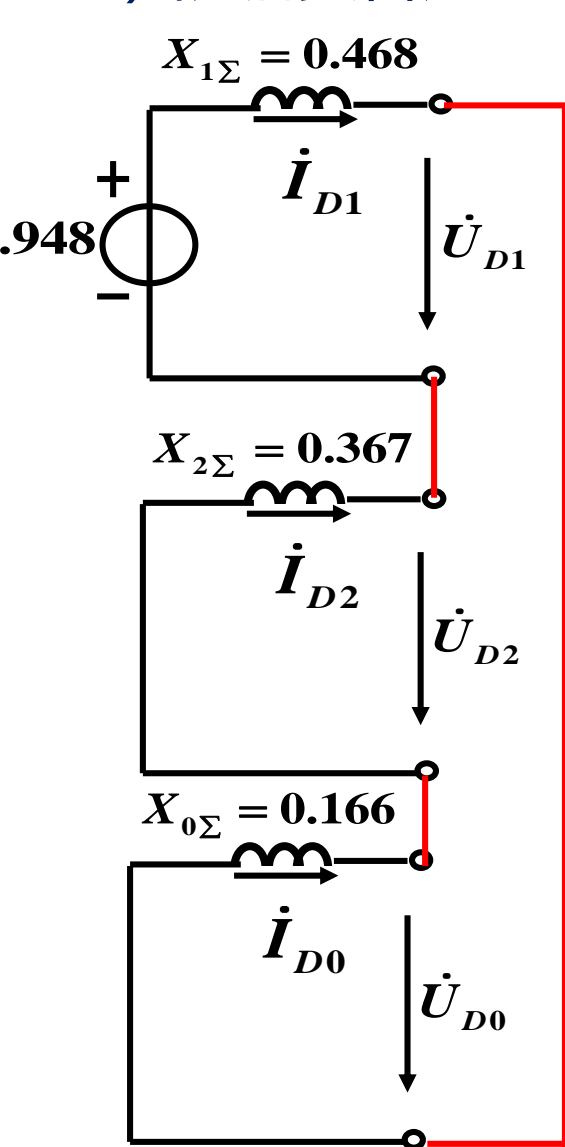 X1Σ = 0.468
İD1
+
.948
−
U̇D1
X2Σ = 0.367
İD2
U̇D2
X0Σ = 0.166
İD0
U̇D0